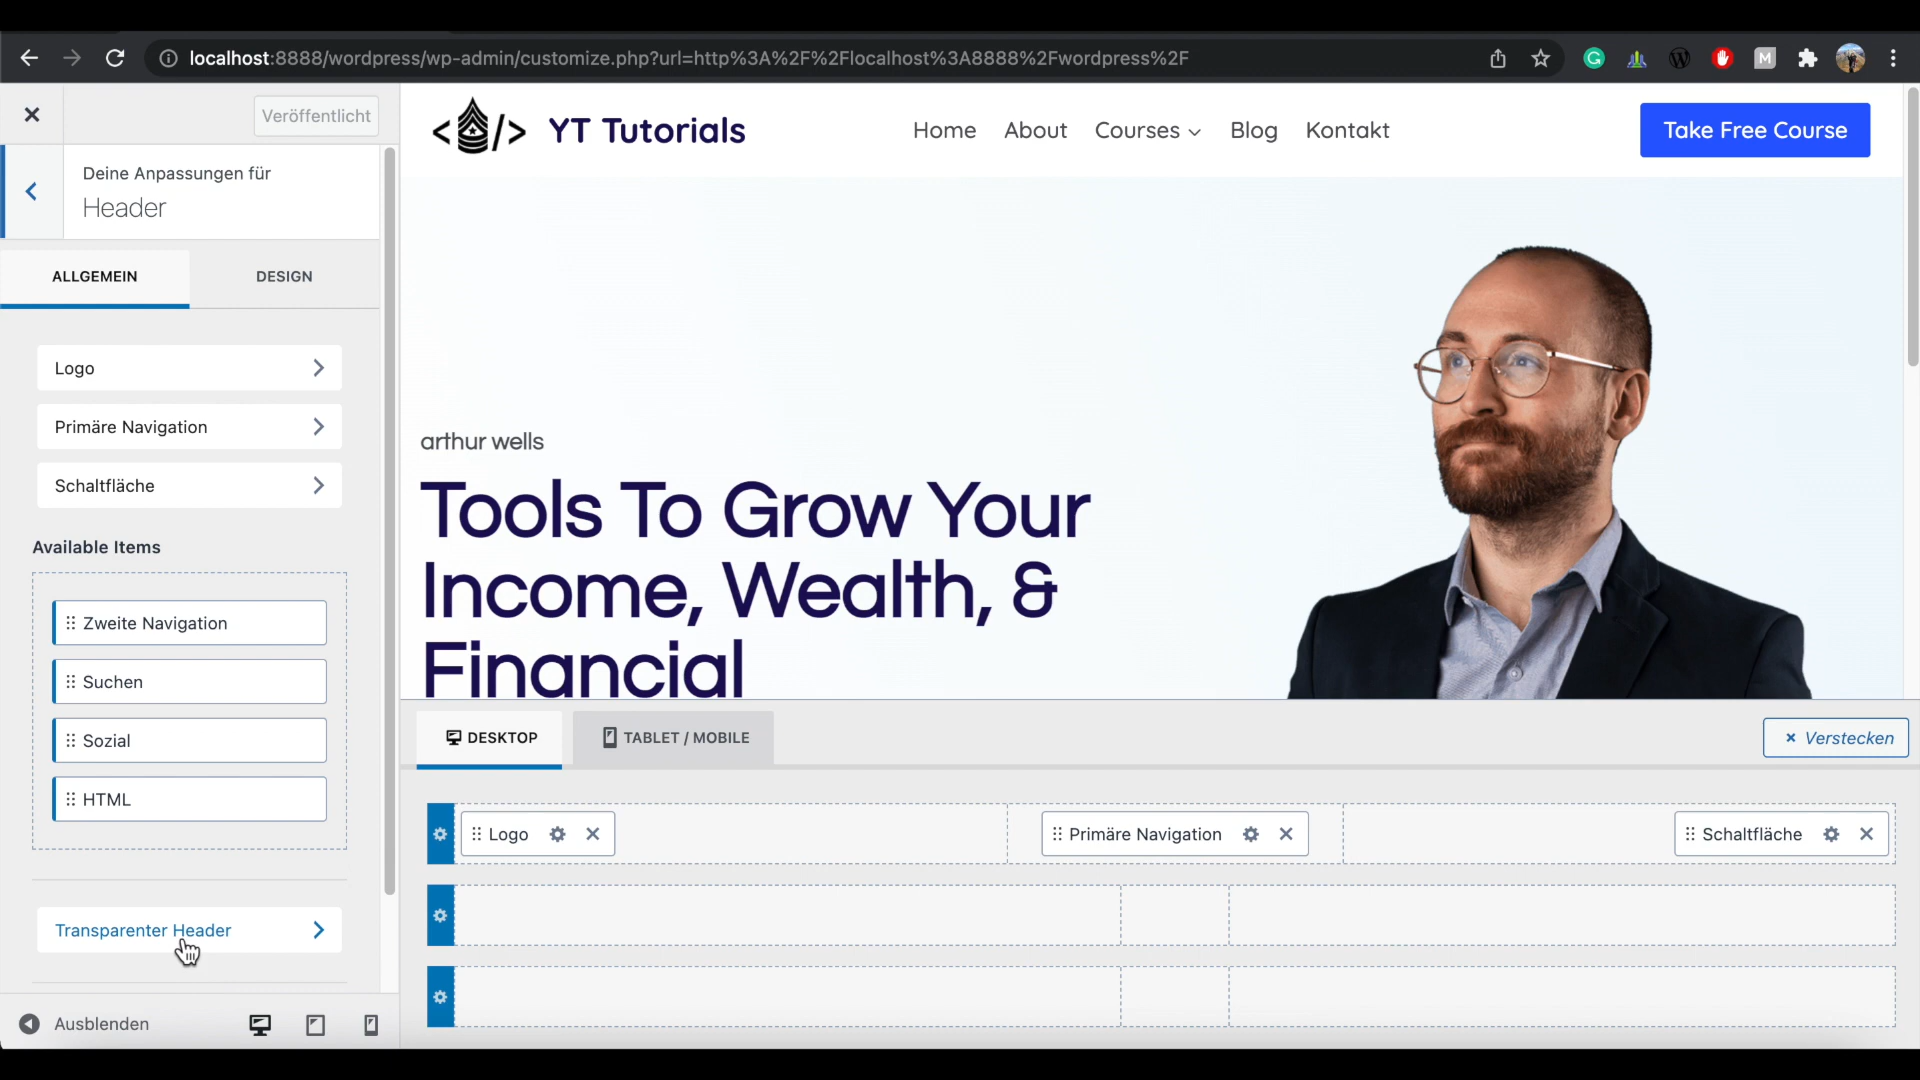 localhost:8888/wordpress/wp-admin/customize.php?url=http%3A%2F%2Flocalhost%3A8888%2Fwordpress%2F
Veröffentlicht
Deine Anpassungen für
Header
ALLGEMEIN
DESIGN
Logo
Primäre Navigation
Schaltfläche
Available Items
Zweite Navigation
Suchen
Sozial
HTML
Transparenter Header
Ausblenden
</> YT Tutorials
Home
About
Courses
Blog
Kontakt
Take Free Course
arthur wells
Tools To Grow Your
Income, Wealth, &
Financial
DESKTOP
TABLET / MOBILE
× Verstecken
Logo
Primäre Navigation
Schaltfläche